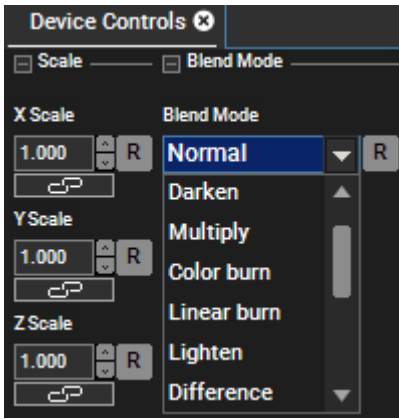 Device Controls
Scale
Blend Mode
X Scale
Blend Mode
1.000
R
Normal
R
Darken
Y Scale
Multiply
1.000
R
Color burn
Linear burn
Z Scale
Lighten
1.000
R
Difference